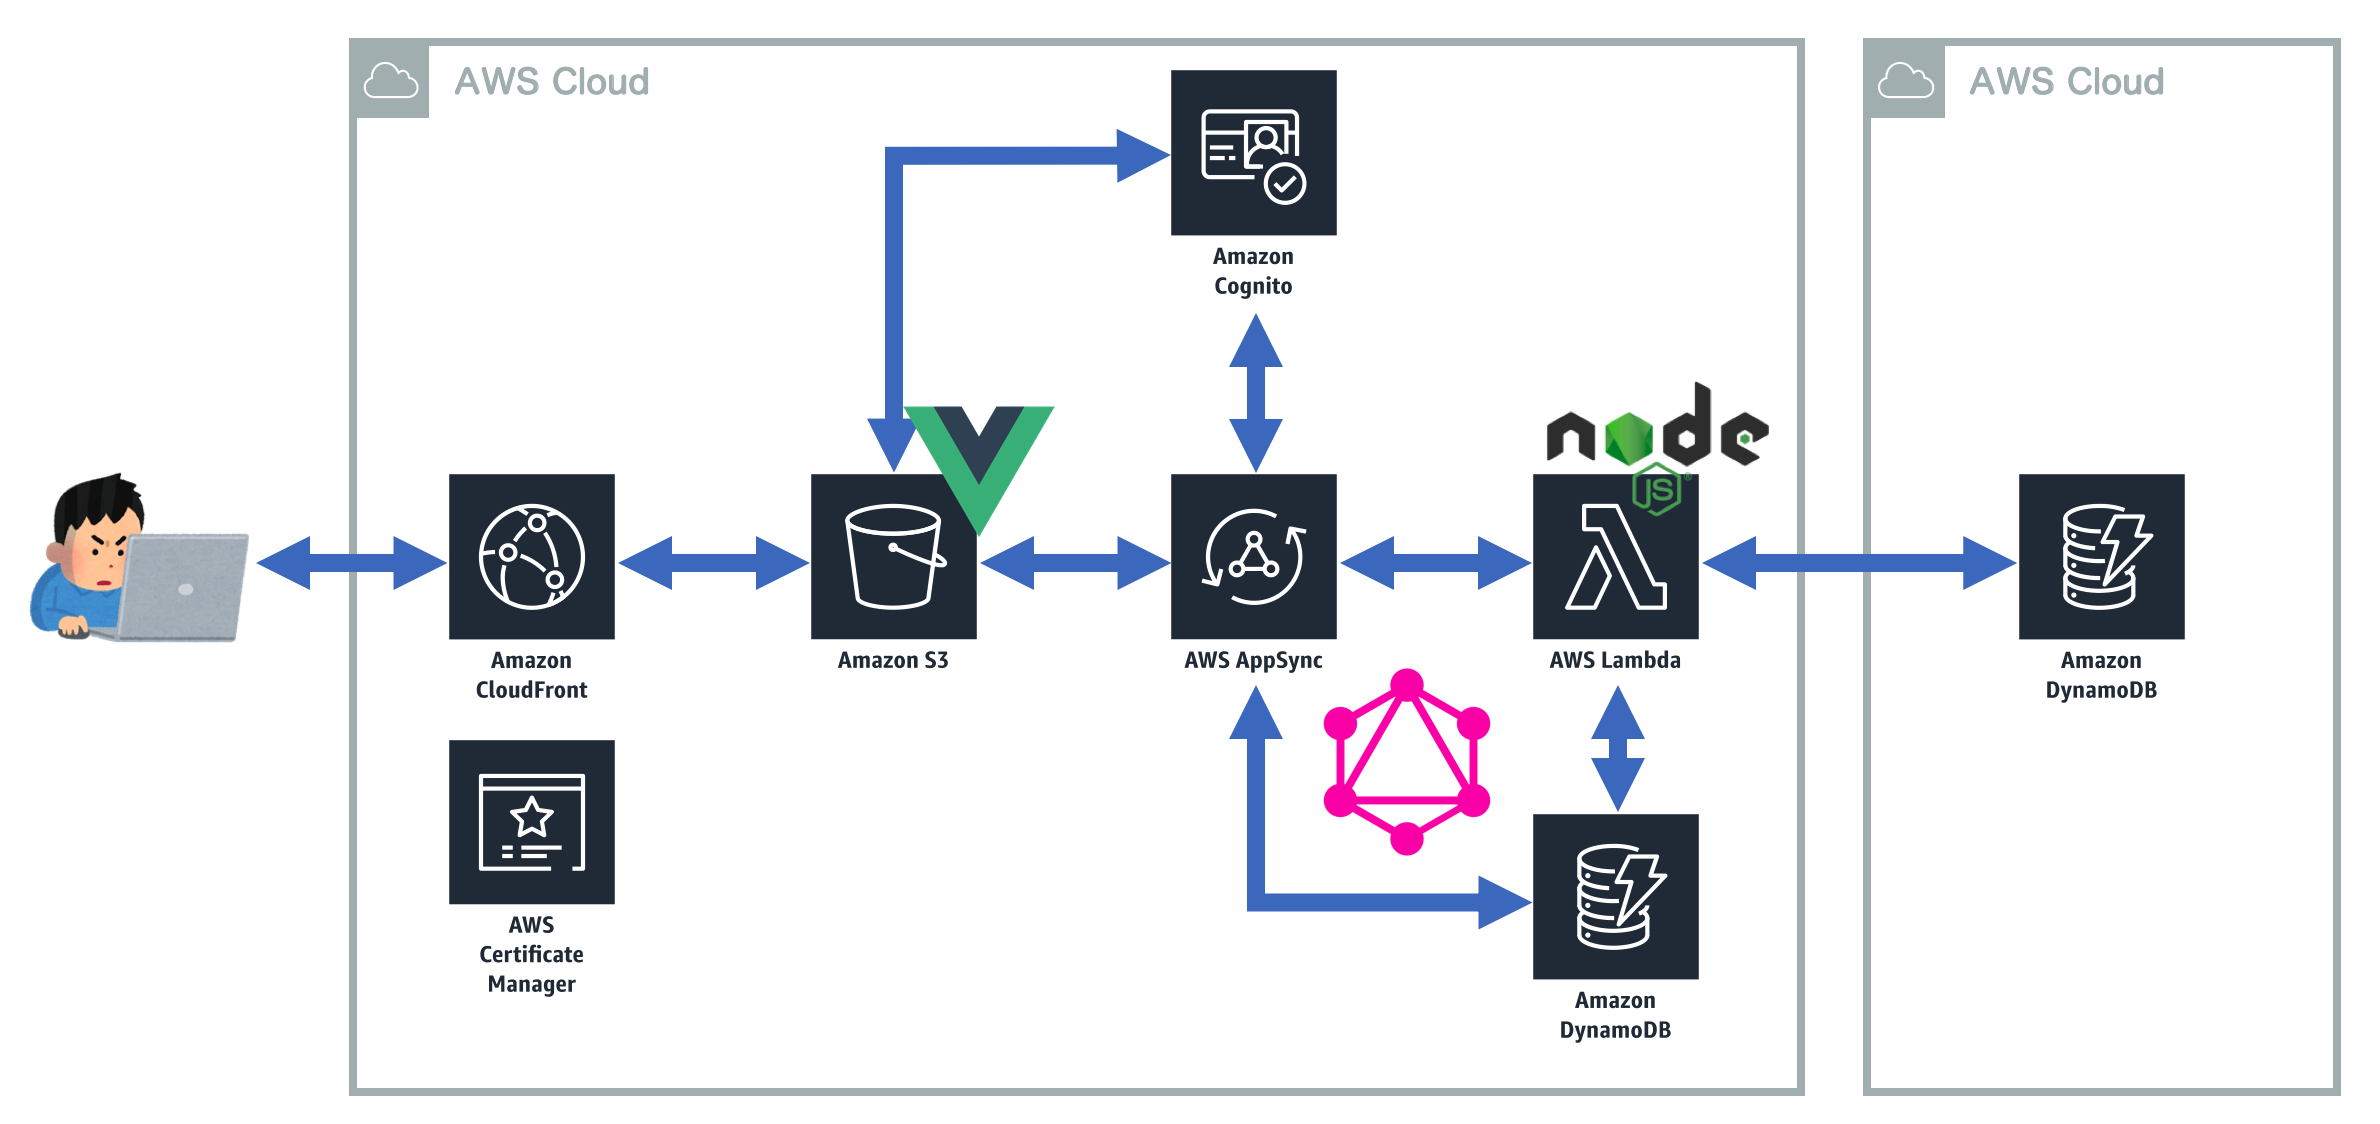 AWS Cloud
AWS Cloud
Amazon
Cognito
node
JS
Amazon
CloudFront
Amazon S3
AWS AppSync
AWS Lambda
Amazon
DynamoDB
AWS
Certificate
Manager
Amazon
DynamoDB